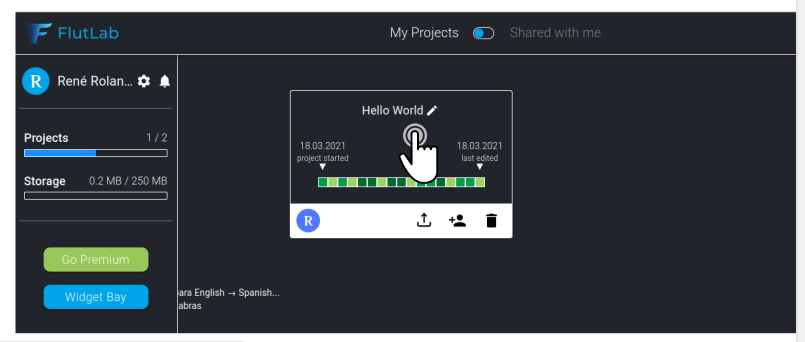 FlutLab
My Projects Shared with me
R René Rolan...
Projects 1 / 2
Storage 0.2 MB / 250 MB
Go Premium
Widget Bay
Hello World
18.03.2021 18.03.2021
project started last edited
R
para English → Spanish...
abras